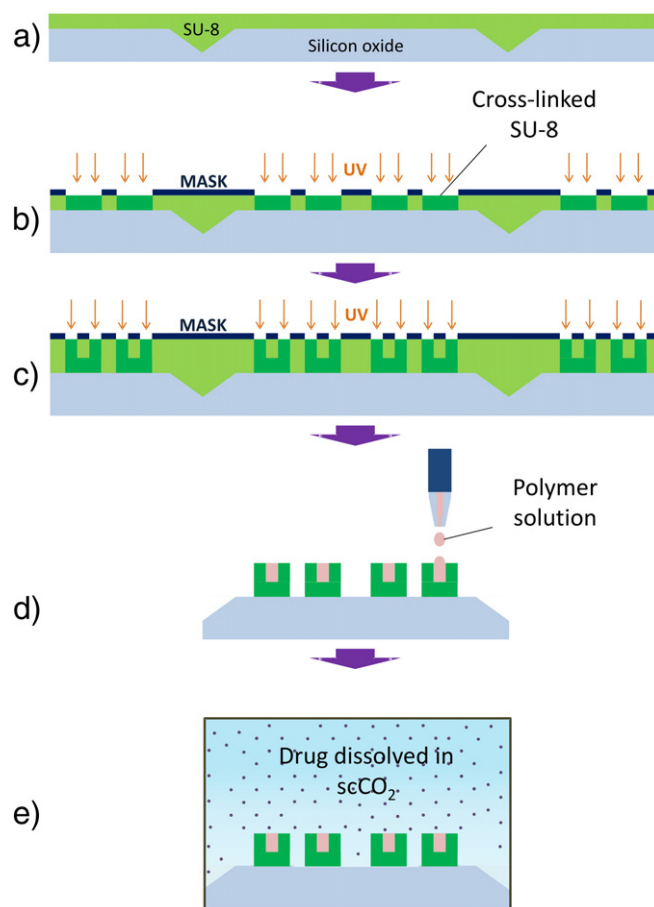 a)
SU-8
Silicon oxide
Cross-linked
SU-8
UV
MASK
b)
UV
MASK
c)
Polymer
solution
d)
Drug dissolved in
scCO₂
e)